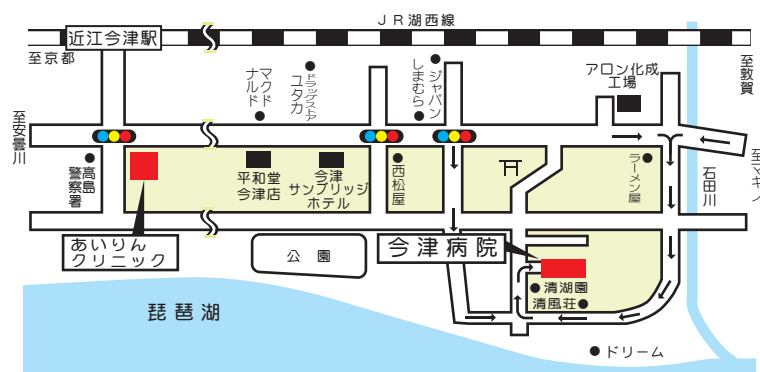 JR湖西線
近江今津駅
至京都
至敦賀
マクド
ナルド
ドラッグストア
ユタカ
ジャパン
しまむら
アロン化成
工場
至安曇川
至マキノ
高島
警察署
平和堂
今津店
今津
サンブリッジ
ホテル
西松屋
ラーメン屋
石田川
あいりん
クリニック
公園
今津病院
清湖園
清風荘
琵琶湖
ドリーム